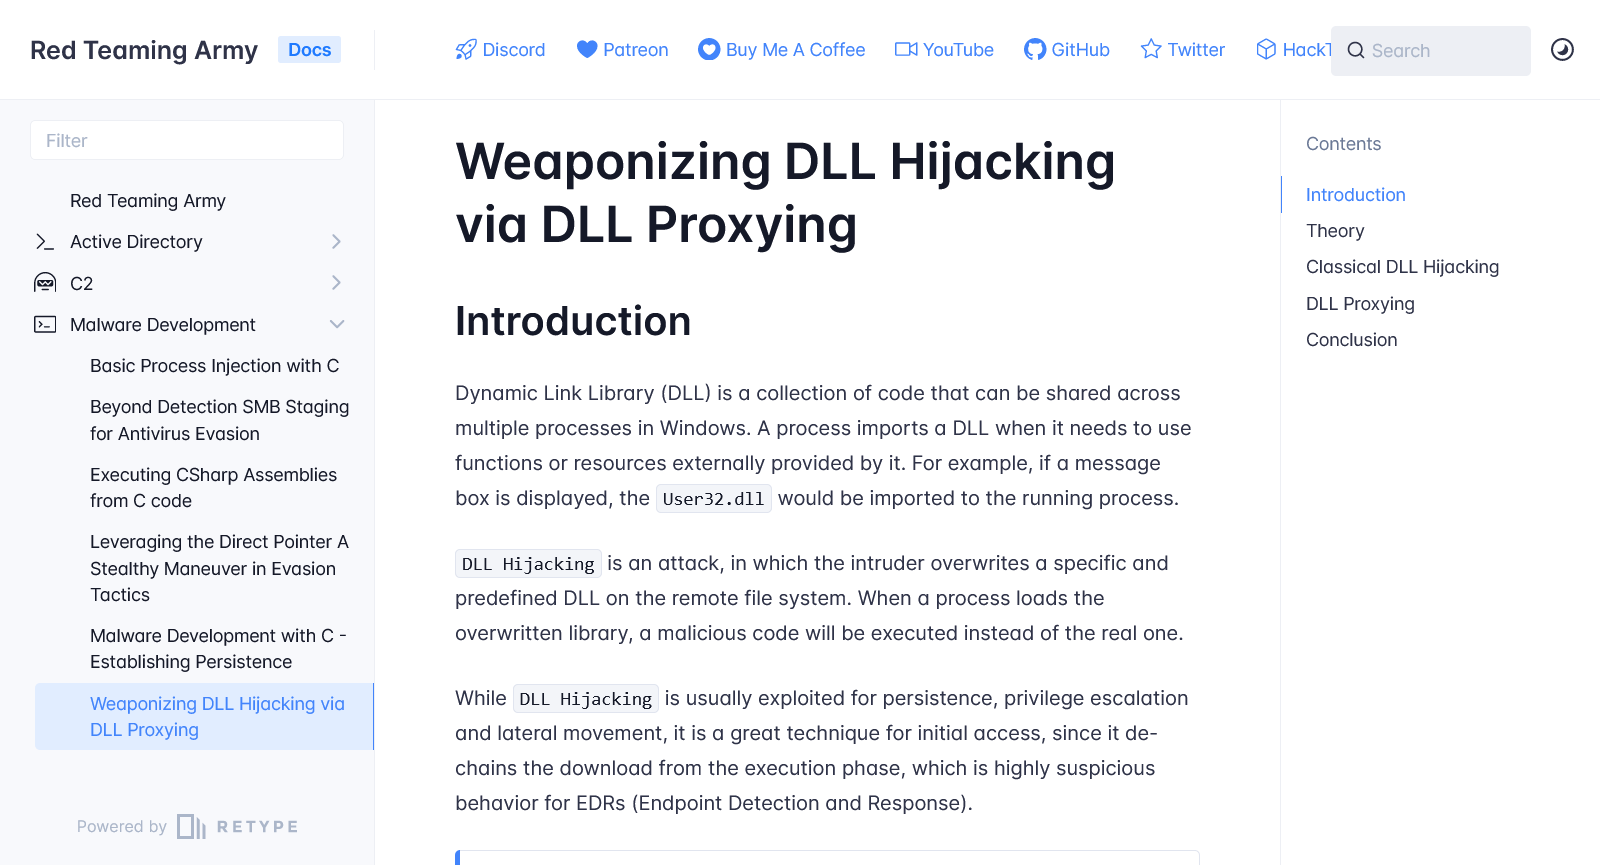 Red Teaming Army Docs
Discord Patreon Buy Me A Coffee YouTube GitHub Twitter HackT
Search
Filter
Red Teaming Army
Active Directory
C2
Malware Development
Basic Process Injection with C
Beyond Detection SMB Staging
for Antivirus Evasion
Executing CSharp Assemblies
from C code
Leveraging the Direct Pointer A
Stealthy Maneuver in Evasion
Tactics
Malware Development with C -
Establishing Persistence
Weaponizing DLL Hijacking via
DLL Proxying
Powered by RETYPE
Weaponizing DLL Hijacking
via DLL Proxying
Introduction
Dynamic Link Library (DLL) is a collection of code that can be shared across
multiple processes in Windows. A process imports a DLL when it needs to use
functions or resources externally provided by it. For example, if a message
box is displayed, the User32.dll would be imported to the running process.
DLL Hijacking is an attack, in which the intruder overwrites a specific and
predefined DLL on the remote file system. When a process loads the
overwritten library, a malicious code will be executed instead of the real one.
While DLL Hijacking is usually exploited for persistence, privilege escalation
and lateral movement, it is a great technique for initial access, since it de-
chains the download from the execution phase, which is highly suspicious
behavior for EDRs (Endpoint Detection and Response).
Contents
Introduction
Theory
Classical DLL Hijacking
DLL Proxying
Conclusion